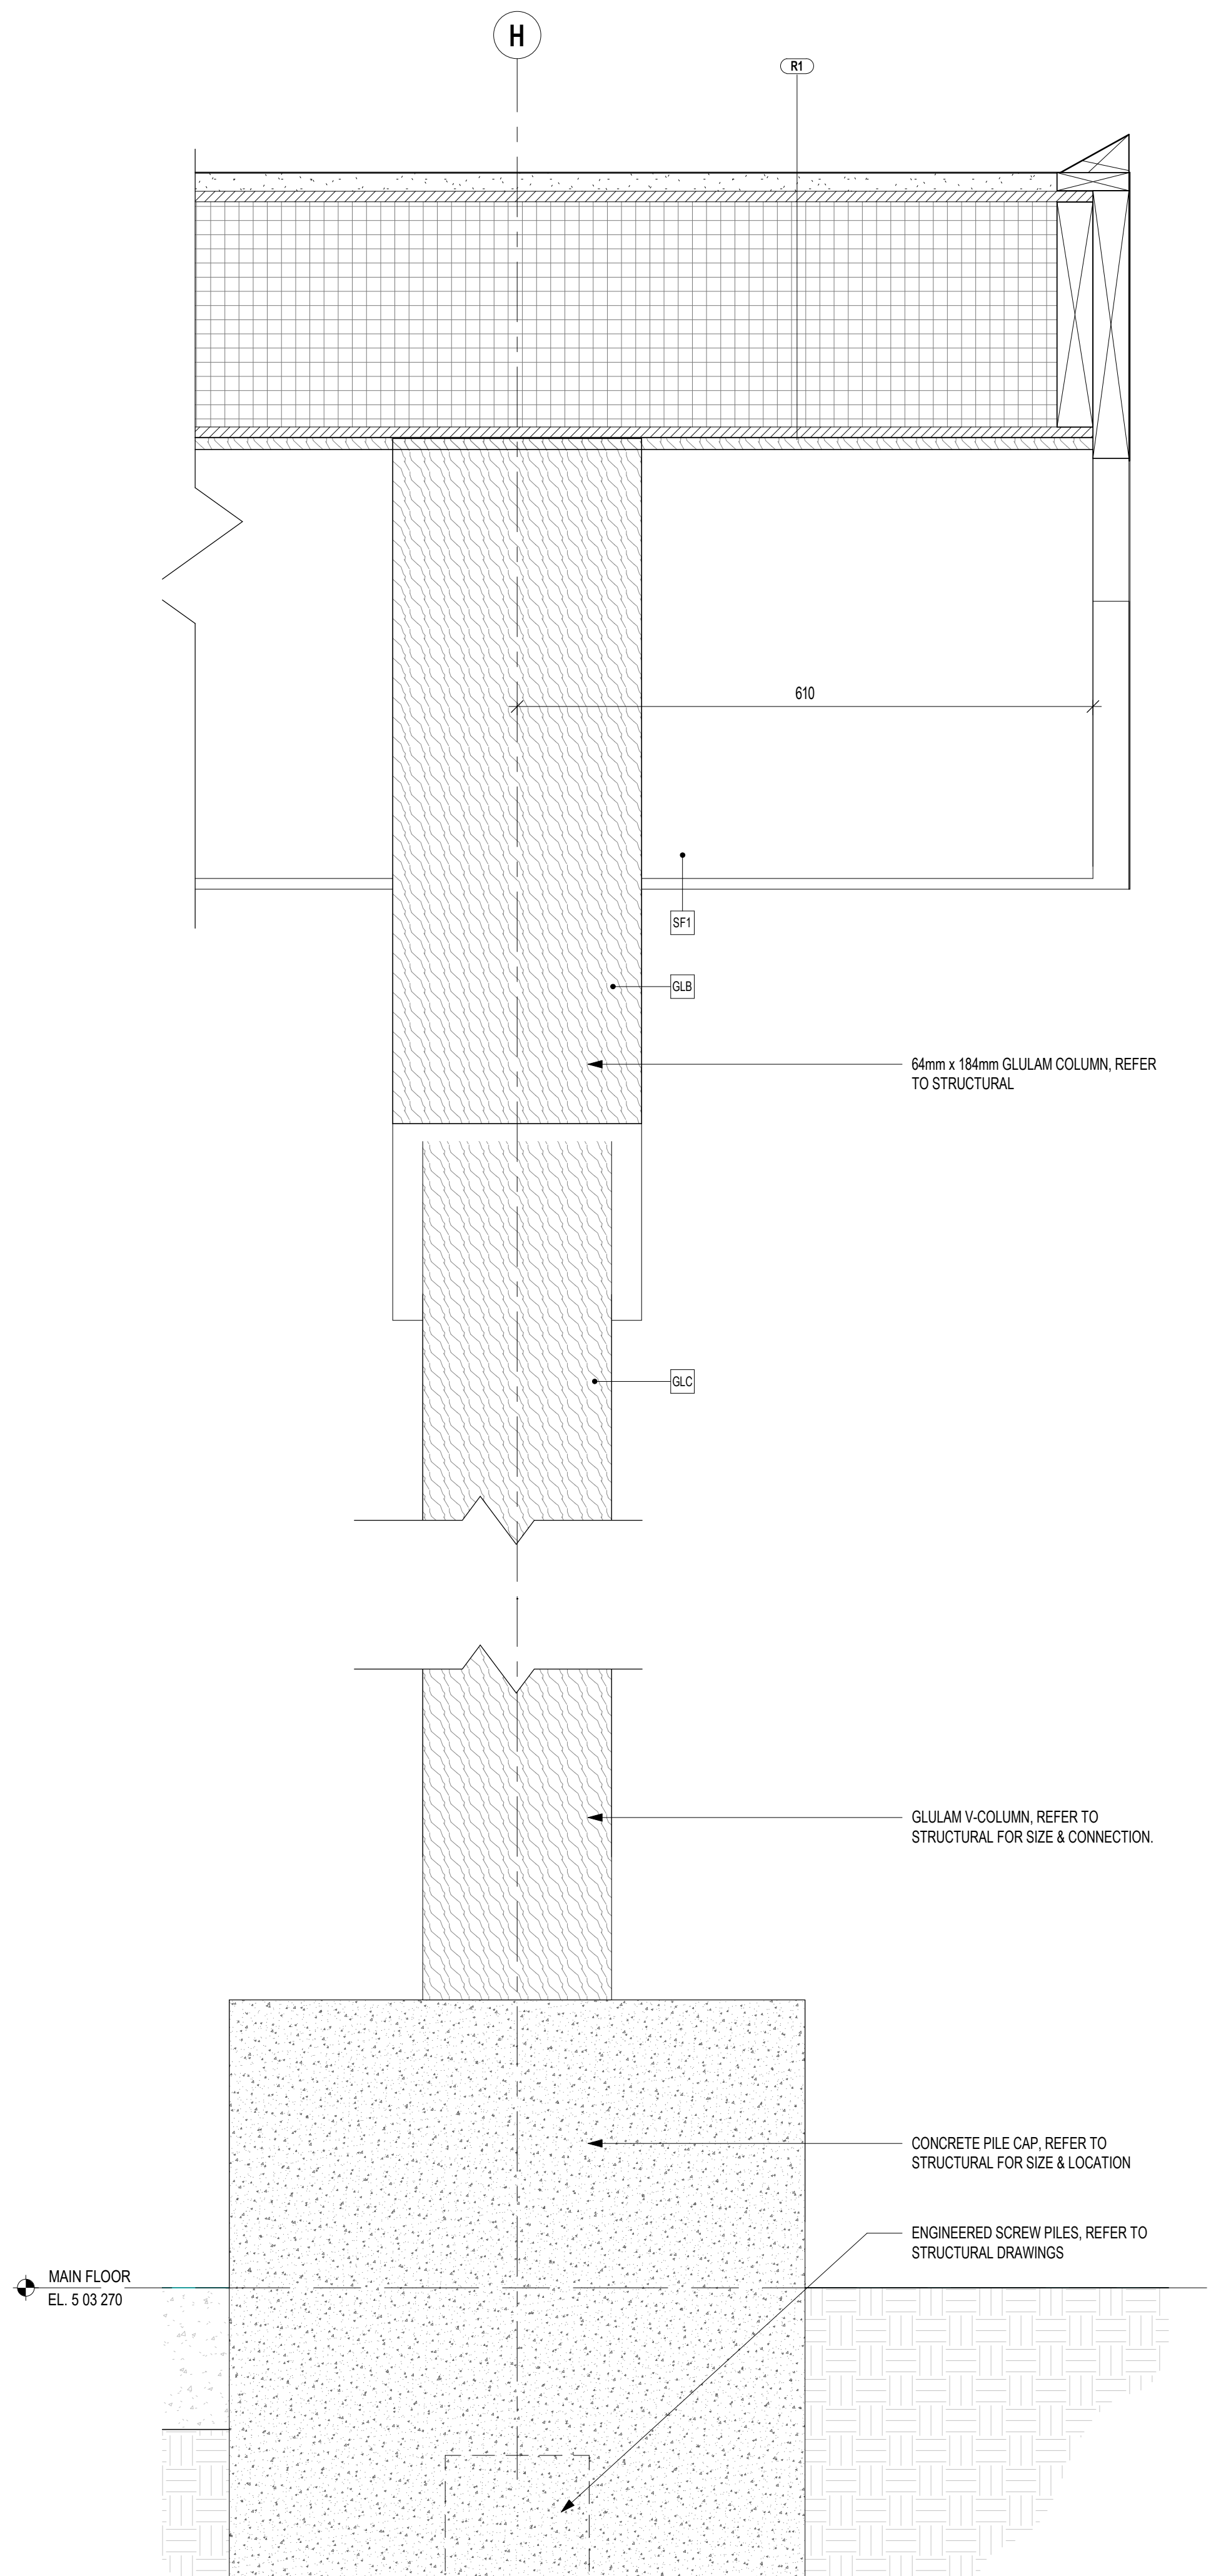 H
R1
610
SF1
GLB
64mm x 184mm GLULAM COLUMN, REFER
TO STRUCTURAL
GLC
GLULAM V-COLUMN, REFER TO
STRUCTURAL FOR SIZE & CONNECTION.
CONCRETE PILE CAP, REFER TO
STRUCTURAL FOR SIZE & LOCATION
ENGINEERED SCREW PILES, REFER TO
STRUCTURAL DRAWINGS
MAIN FLOOR
EL. 5 03 270